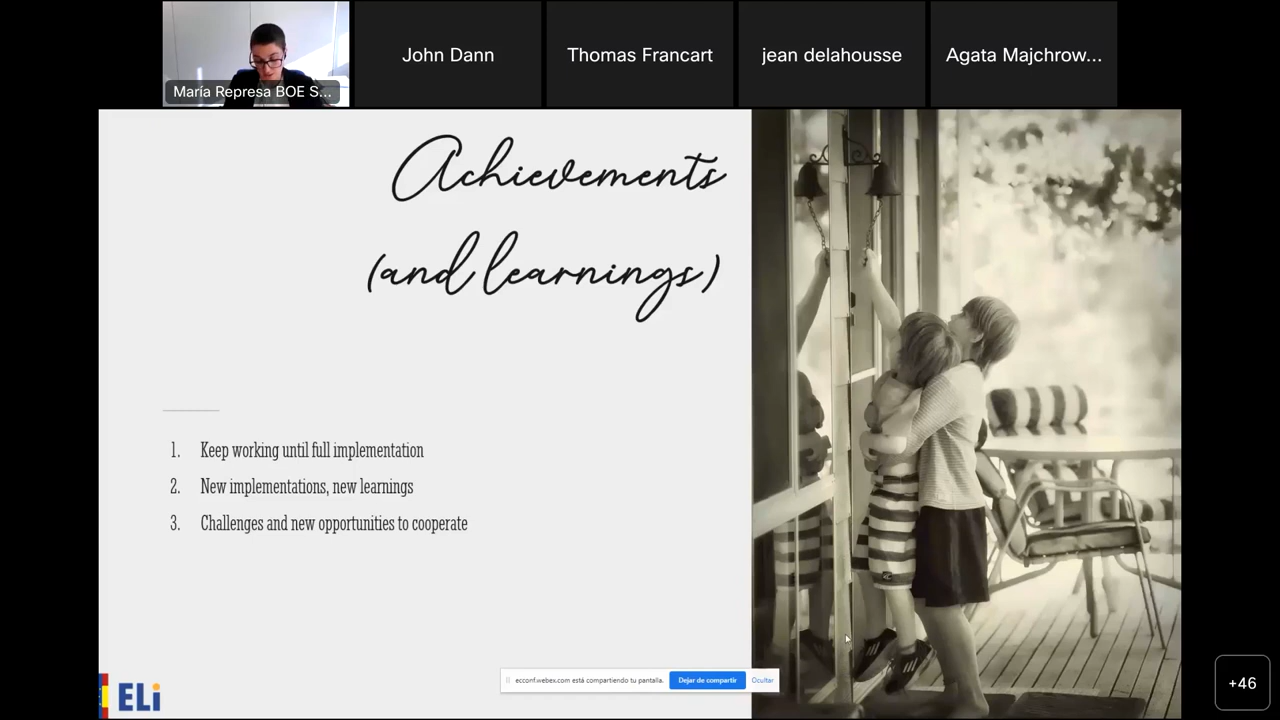 María Represa BOE S...
John Dann
Thomas Francart
jean delahousse
Agata Majchrow...
Achievements
(and learnings)
1. Keep working until full implementation
2. New implementations, new learnings
3. Challenges and new opportunities to cooperate
ecconf.webex.com está compartiendo tu pantalla.
Dejar de compartir
Ocultar
ELi
+46